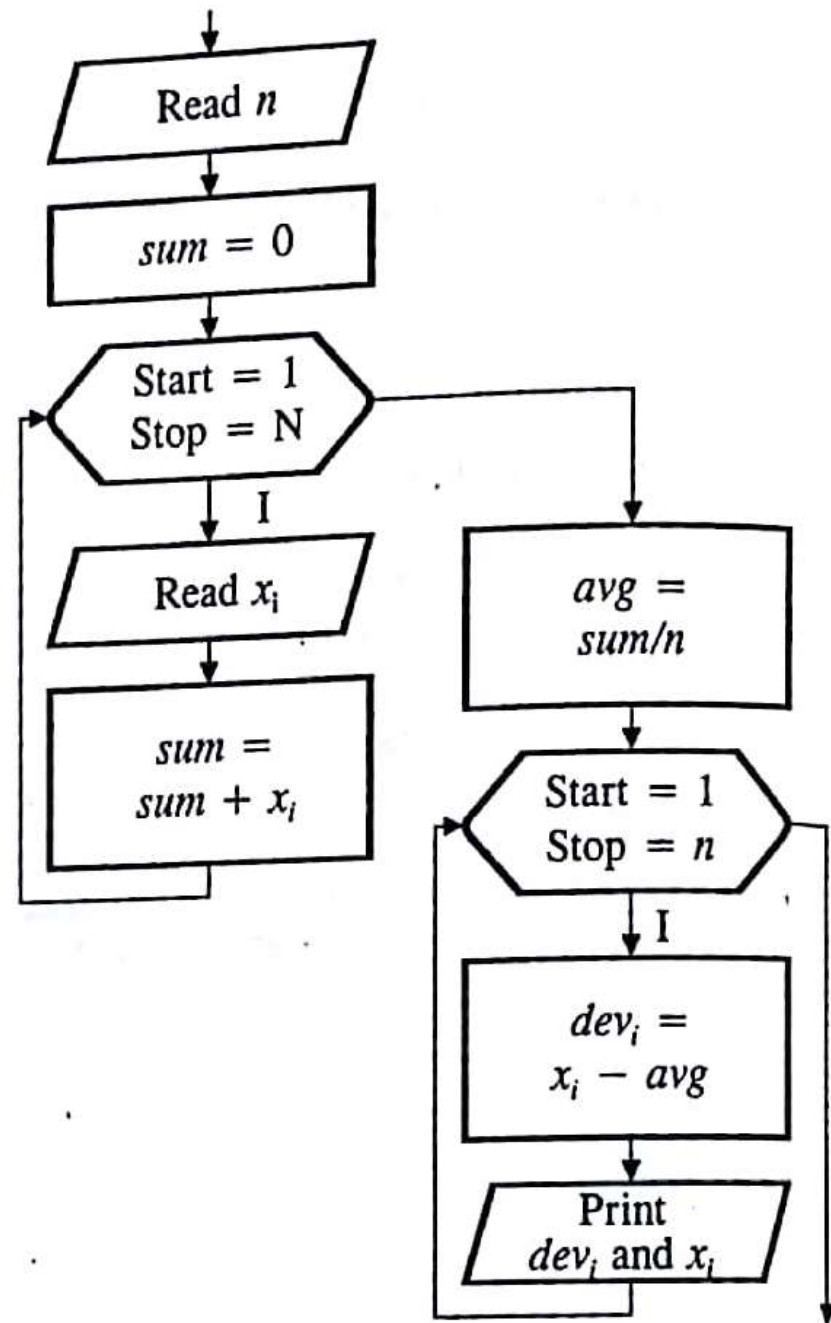 Read n
sum = 0
Start = 1
Stop = N
I
Read xᵢ
sum =
sum + xᵢ
avg =
sum/n
Start = 1
Stop = n
I
devᵢ =
xᵢ − avg
Print
devᵢ and xᵢ